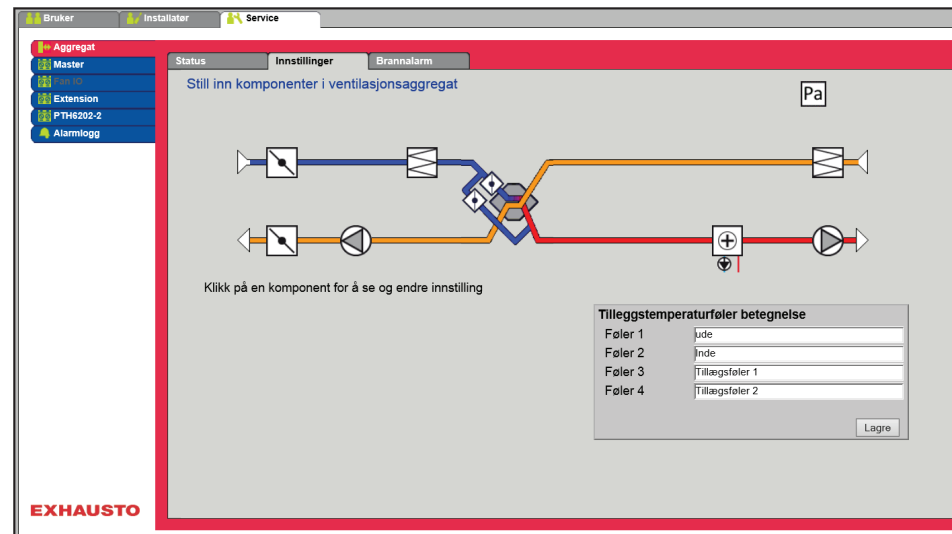 Bruker
Installatør
Service
Aggregat
Master
Fan IO
Extension
PTH6202-2
Alarmlogg
Status
Innstillinger
Brannalarm
Still inn komponenter i ventilasjonsaggregat
Pa
Klikk på en komponent for å se og endre innstilling
Tilleggstemperaturføler betegnelse
Føler 1 ude
Føler 2 Inde
Føler 3 Tillægsføler 1
Føler 4 Tillægsføler 2
Lagre
EXHAUSTO